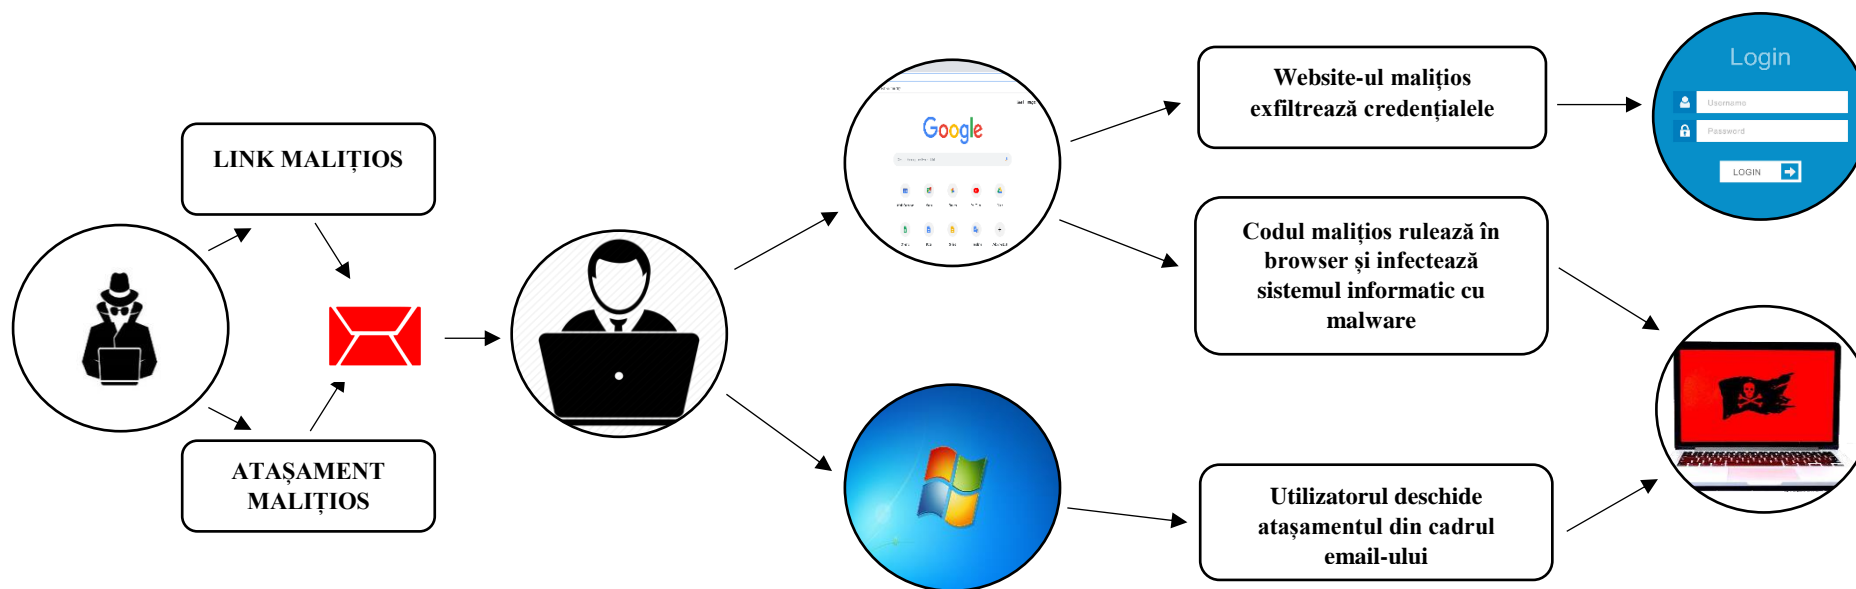 LINK MALIȚIOS
ATAȘAMENT
MALIȚIOS
Google
Website-ul malițios
exfiltrează credențialele
Codul malițios rulează în
browser și infectează
sistemul informatic cu
malware
Utilizatorul deschide
atașamentul din cadrul
email-ului
Login
Username
Password
LOGIN